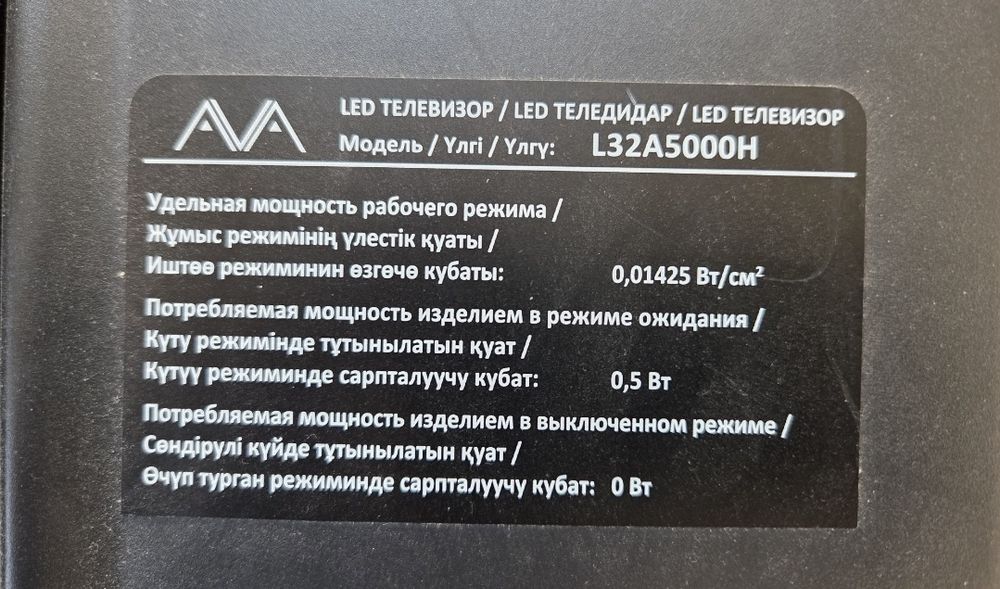 AVA
LED ТЕЛЕВИЗОР / LED ТЕЛЕДИДАР / LED ТЕЛЕВИЗОР
Модель / Үлгі / Үлгү: L32A5000H
Удельная мощность рабочего режима /
Жұмыс режимінің үлестік қуаты /
Иштөө режиминин өзгөчө кубаты: 0,01425 Вт/см²
Потребляемая мощность изделием в режиме ожидания /
Күту режимінде тұтынылатын қуат /
Күтүү режиминде сарпталуучу кубат: 0,5 Вт
Потребляемая мощность изделием в выключенном режиме /
Сөндірулі күйде тұтынылатын қуат /
Өчүп турган режиминде сарпталуучу кубат: 0 Вт